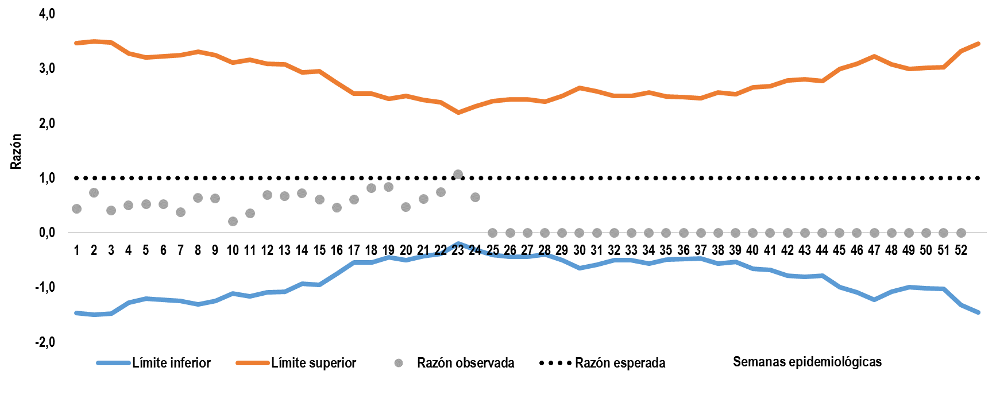 4,0
3,0
2,0
Razón
1,0
0,0
1 2 3 4 5 6 7 8 9 10 11 12 13 14 15 16 17 18 19 20 21 22 23 24 25 26 27 28 29 30 31 32 33 34 35 36 37 38 39 40 41 42 43 44 45 46 47 48 49 50 51 52
-1,0
-2,0
Límite inferior Límite superior Razón observada Razón esperada Semanas epidemiológicas